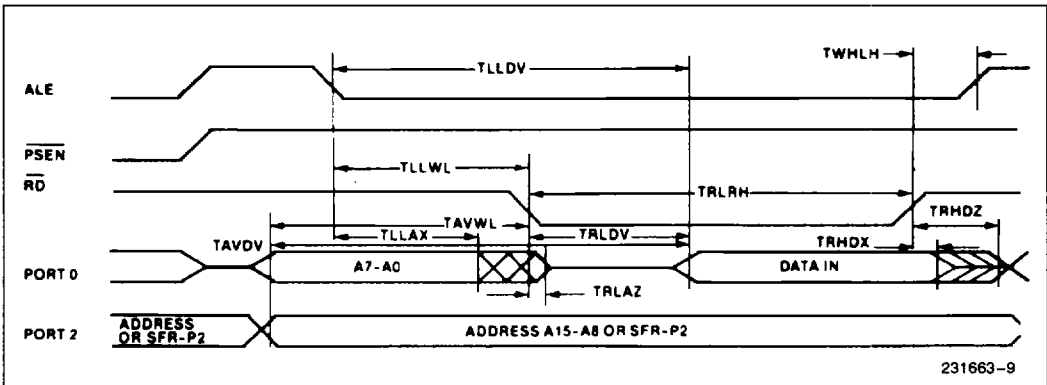 TWHLH
TLLDV
ALE
PSEN
TLLWL
RD
TRLRH
TAVWL
TRHDZ
TLLAX
TRLDV
TAVDV
TRHDX
PORT 0
A7-A0
DATA IN
TRLAZ
PORT 2
ADDRESS
OR SFR-P2
ADDRESS A15-A8 OR SFR-P2
231663-9